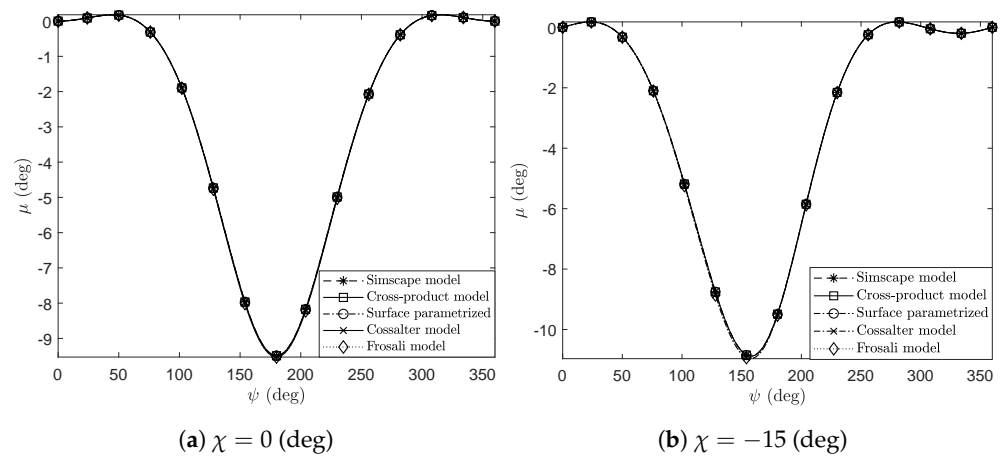 0
-1
-2
-3
-4
-5
-6
-7
-8
-9
μ (deg)
0 50 100 150 200 250 300 350
ψ (deg)
Simscape model
Cross-product model
Surface parametrized
Cossalter model
Frosali model
(a) χ = 0 (deg)
0
-2
-4
-6
-8
-10
μ (deg)
0 50 100 150 200 250 300 350
ψ (deg)
Simscape model
Cross-product model
Surface parametrized
Cossalter model
Frosali model
(b) χ = −15 (deg)